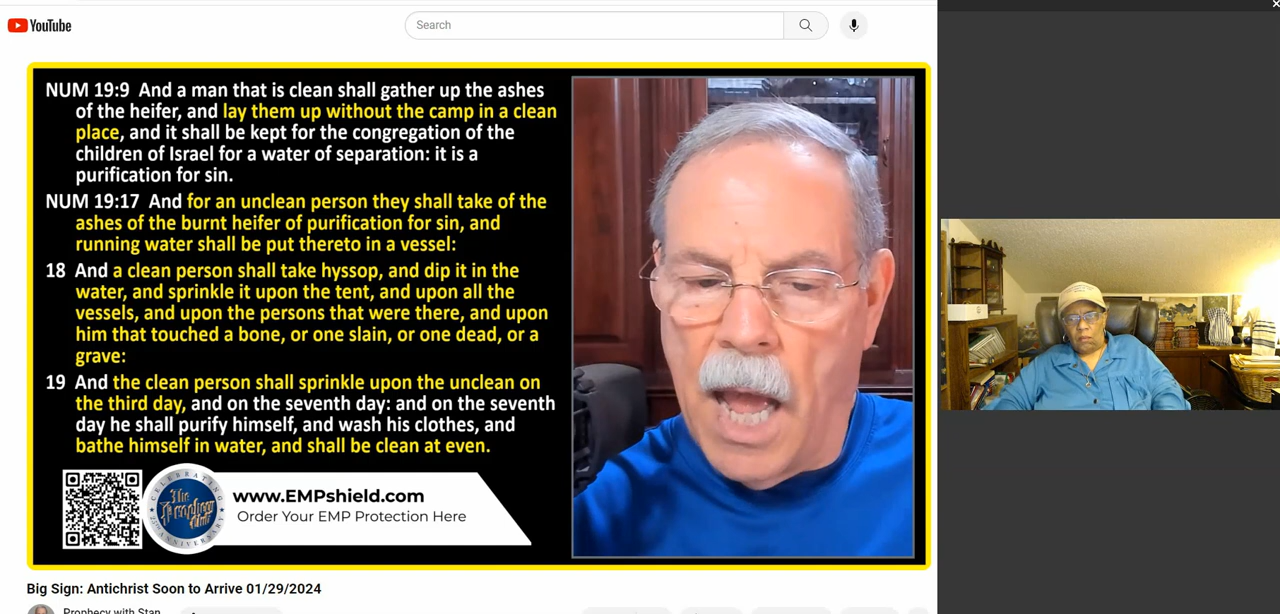 YouTube
Search
NUM 19:9 And a man that is clean shall gather up the ashes
of the heifer, and lay them up without the camp in a clean
place, and it shall be kept for the congregation of the
children of Israel for a water of separation: it is a
purification for sin.
NUM 19:17 And for an unclean person they shall take of the
ashes of the burnt heifer of purification for sin, and
running water shall be put thereto in a vessel:
18 And a clean person shall take hyssop, and dip it in the
water, and sprinkle it upon the tent, and upon all the
vessels, and upon the persons that were there, and upon
him that touched a bone, or one slain, or one dead, or a
grave:
19 And the clean person shall sprinkle upon the unclean on
the third day, and on the seventh day: and on the seventh
day he shall purify himself, and wash his clothes, and
bathe himself in water, and shall be clean at even.
CELEBRATING
The Prophecy Club
25TH ANNIVERSARY
www.EMPshield.com
Order Your EMP Protection Here
Big Sign: Antichrist Soon to Arrive 01/29/2024
Prophecy with Stan